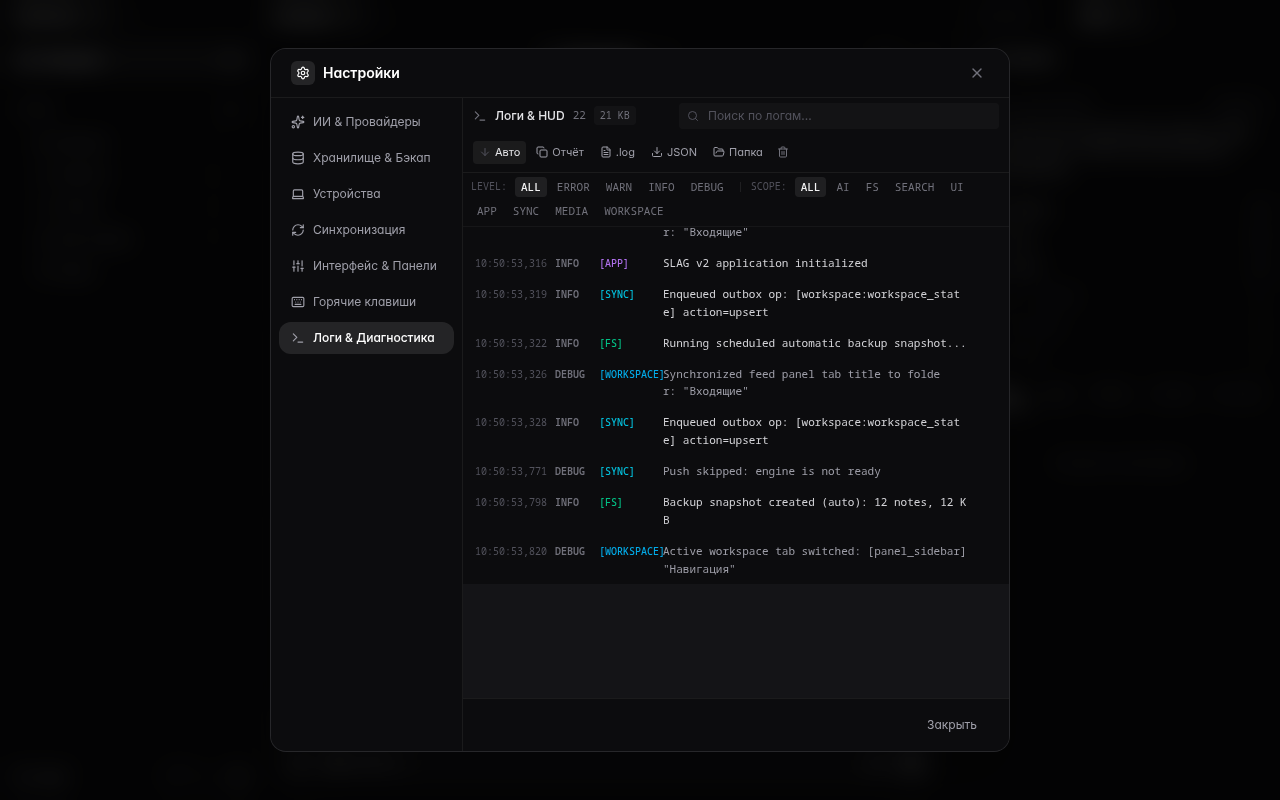 Настройки
ИИ & Провайдеры
Хранилище & Бэкап
Устройства
Синхронизация
Интерфейс & Панели
Горячие клавиши
Логи & Диагностика
Логи & HUD 22 21 KB Поиск по логам...
Авто Отчёт .log JSON Папка
LEVEL: ALL ERROR WARN INFO DEBUG SCOPE: ALL AI FS SEARCH UI
APP SYNC MEDIA WORKSPACE
r: "Входящие"
10:50:53,316 INFO [APP] SLAG v2 application initialized
10:50:53,319 INFO [SYNC] Enqueued outbox op: [workspace:workspace_stat
e] action=upsert
10:50:53,322 INFO [FS] Running scheduled automatic backup snapshot...
10:50:53,326 DEBUG [WORKSPACE] Synchronized feed panel tab title to folde
r: "Входящие"
10:50:53,328 INFO [SYNC] Enqueued outbox op: [workspace:workspace_stat
e] action=upsert
10:50:53,771 DEBUG [SYNC] Push skipped: engine is not ready
10:50:53,798 INFO [FS] Backup snapshot created (auto): 12 notes, 12 K
B
10:50:53,820 DEBUG [WORKSPACE] Active workspace tab switched: [panel_sidebar]
"Навигация"
Закрыть